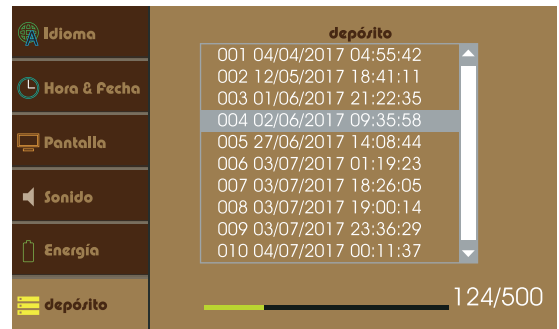 Idioma
Hora & Fecha
Pantalla
Sonido
Energía
depósito
depósito
001 04/04/2017 04:55:42
002 12/05/2017 18:41:11
003 01/06/2017 21:22:35
004 02/06/2017 09:35:58
005 27/06/2017 14:08:44
006 03/07/2017 01:19:23
007 03/07/2017 18:26:05
008 03/07/2017 19:00:14
009 03/07/2017 23:36:29
010 04/07/2017 00:11:37
124/500